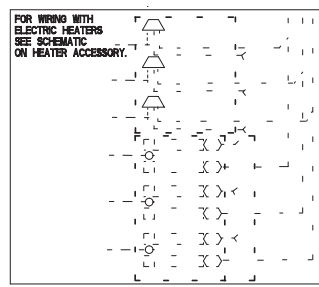 FOR WIRING WITH
ELECTRIC HEATERS
SEE SCHEMATIC
ON HEATER ACCESSORY.